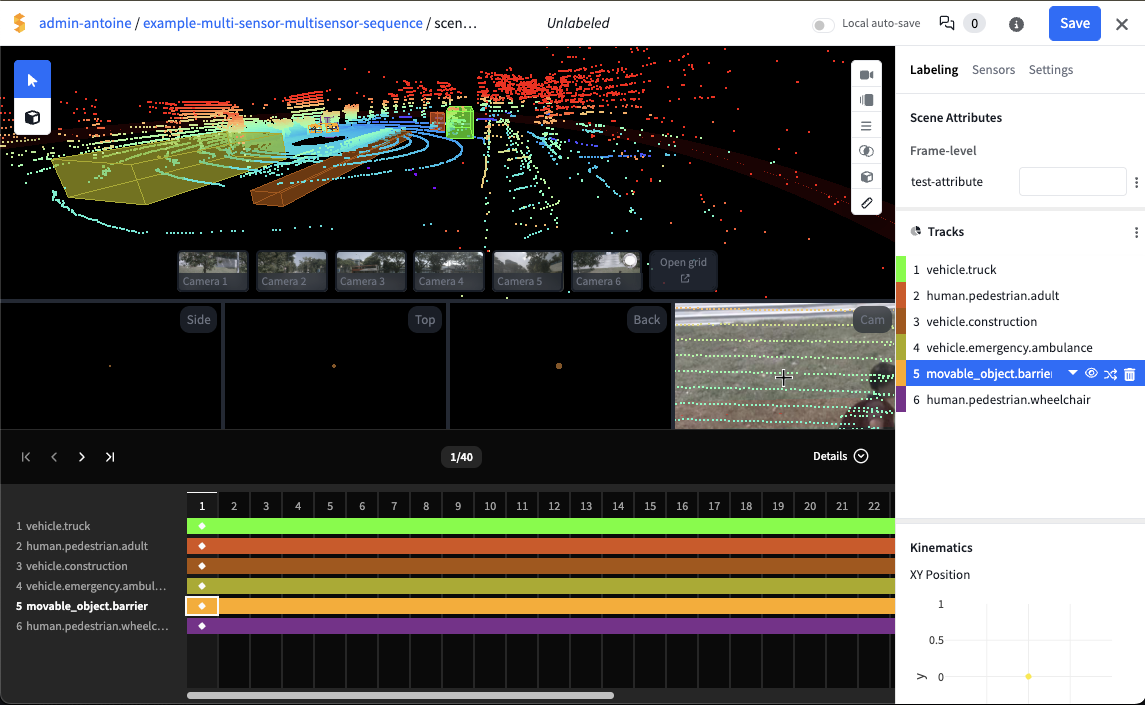 admin-antoine / example-multi-sensor-multisensor-sequence / scen…
Unlabeled
Local auto-save
0
Save
Labeling
Sensors
Settings
Scene Attributes
Frame-level
test-attribute
Tracks
1 vehicle.truck
2 human.pedestrian.adult
3 vehicle.construction
4 vehicle.emergency.ambulance
5 movable_object.barrier
6 human.pedestrian.wheelchair
Camera 1
Camera 2
Camera 3
Camera 4
Camera 5
Camera 6
Open grid
Side
Top
Back
Cam
1/40
Details
1 2 3 4 5 6 7 8 9 10 11 12 13 14 15 16 17 18 19 20 21 22
1 vehicle.truck
2 human.pedestrian.adult
3 vehicle.construction
4 vehicle.emergency.ambul…
5 movable_object.barrier
6 human.pedestrian.wheelc…
Kinematics
XY Position
1
0.5
0
y